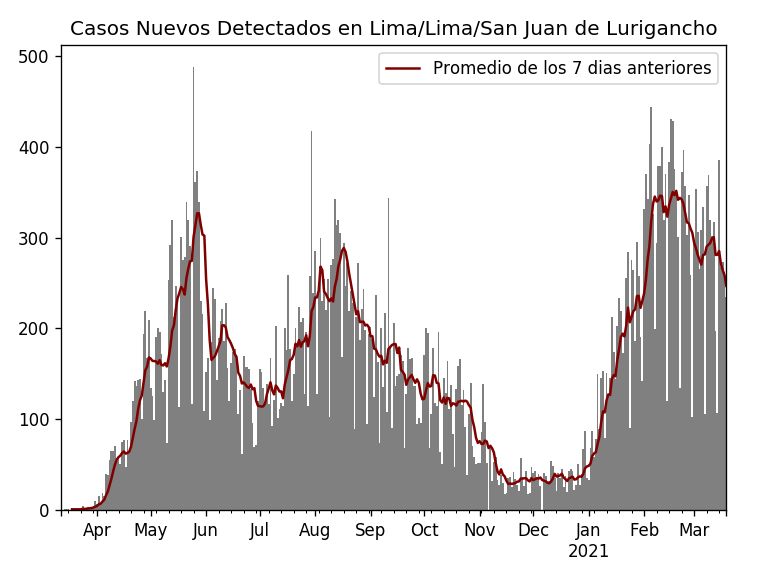 Casos Nuevos Detectados en Lima/Lima/San Juan de Lurigancho
Promedio de los 7 dias anteriores
500
400
300
200
100
0
Apr May Jun Jul Aug Sep Oct Nov Dec Jan Feb Mar
2021